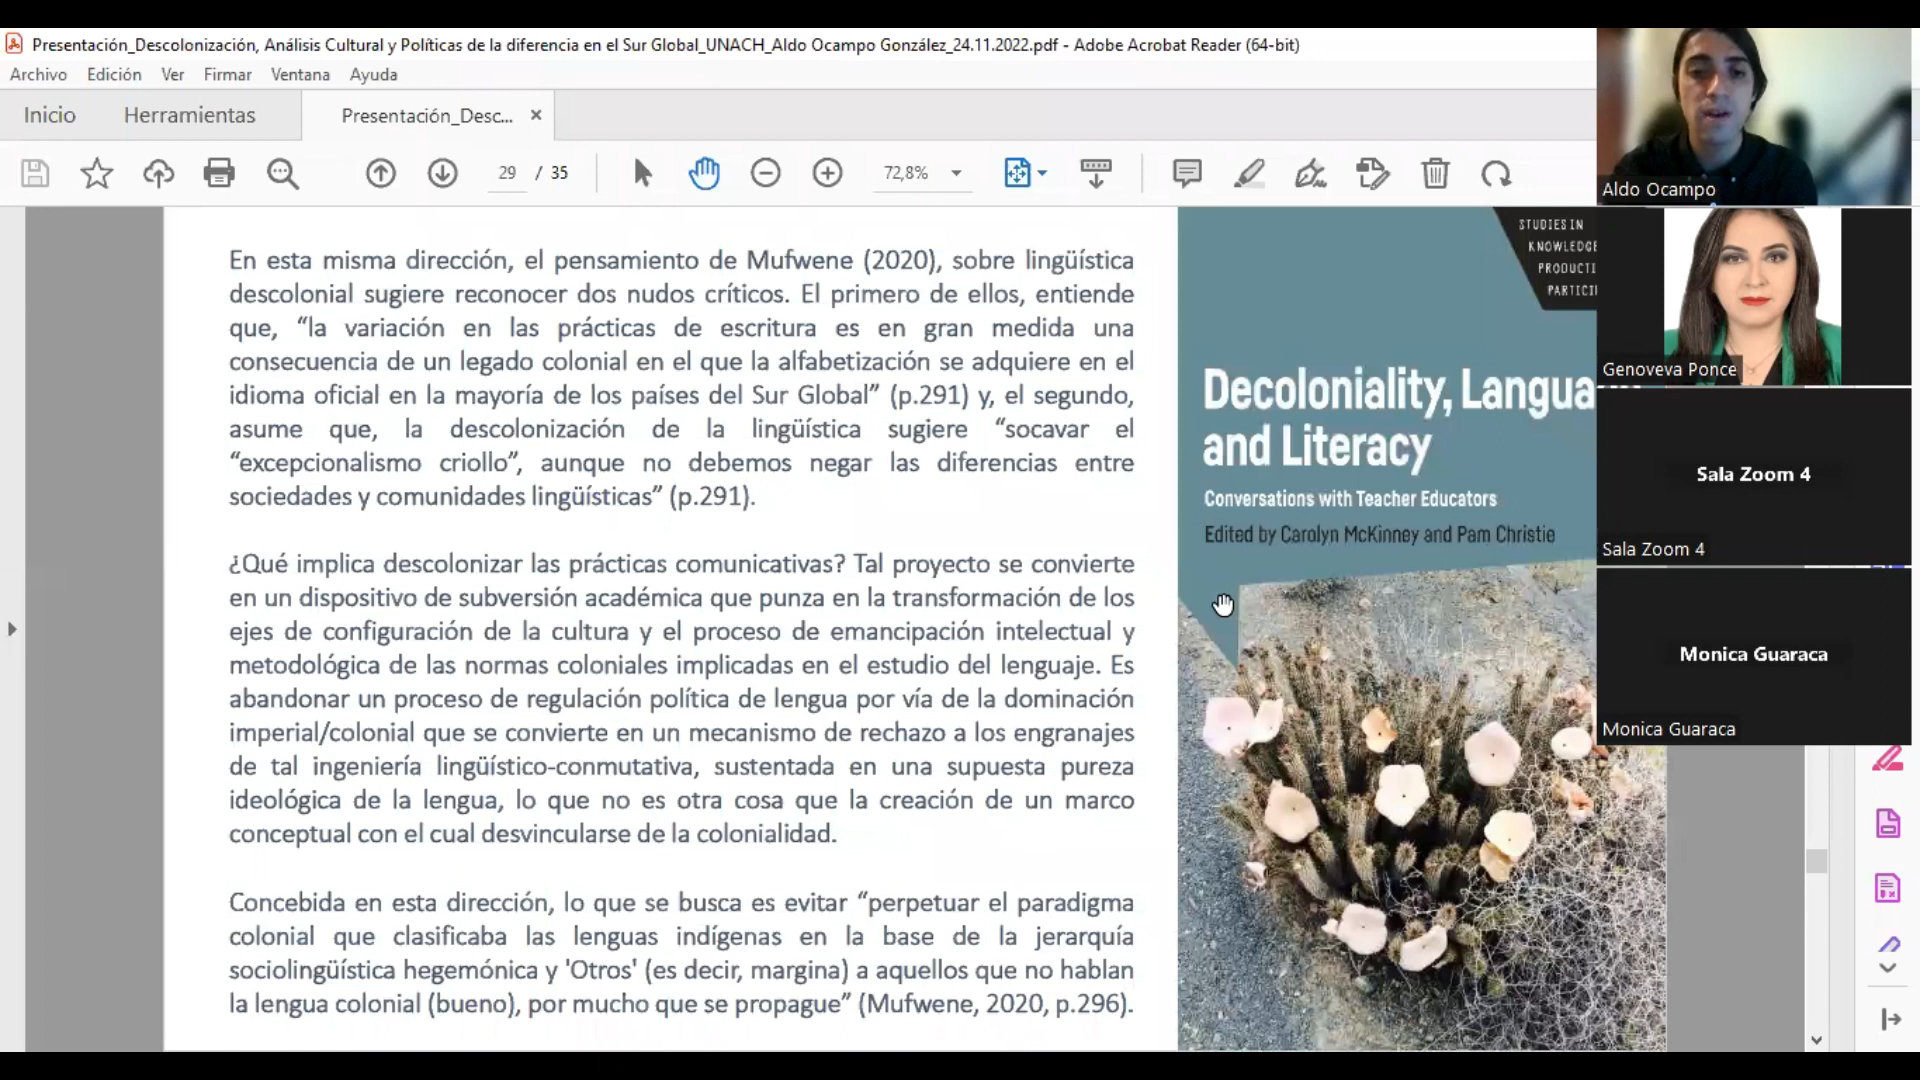 Presentación_Descolonización, Análisis Cultural y Políticas de la diferencia en el Sur Global_UNACH_Aldo Ocampo González_24.11.2022.pdf - Adobe Acrobat Reader (64-bit)
Archivo Edición Ver Firmar Ventana Ayuda
Inicio Herramientas Presentación_Desc... ×
29 / 35 72,8%
En esta misma dirección, el pensamiento de Mufwene (2020), sobre lingüística
descolonial sugiere reconocer dos nudos críticos. El primero de ellos, entiende
que, “la variación en las prácticas de escritura es en gran medida una
consecuencia de un legado colonial en el que la alfabetización se adquiere en el
idioma oficial en la mayoría de los países del Sur Global” (p.291) y, el segundo,
asume que, la descolonización de la lingüística sugiere “socavar el
“excepcionalismo criollo”, aunque no debemos negar las diferencias entre
sociedades y comunidades lingüísticas” (p.291).
¿Qué implica descolonizar las prácticas comunicativas? Tal proyecto se convierte
en un dispositivo de subversión académica que punza en la transformación de los
ejes de configuración de la cultura y el proceso de emancipación intelectual y
metodológica de las normas coloniales implicadas en el estudio del lenguaje. Es
abandonar un proceso de regulación política de lengua por vía de la dominación
imperial/colonial que se convierte en un mecanismo de rechazo a los engranajes
de tal ingeniería lingüístico-conmutativa, sustentada en una supuesta pureza
ideológica de la lengua, lo que no es otra cosa que la creación de un marco
conceptual con el cual desvincularse de la colonialidad.
Concebida en esta dirección, lo que se busca es evitar “perpetuar el paradigma
colonial que clasificaba las lenguas indígenas en la base de la jerarquía
sociolingüística hegemónica y 'Otros' (es decir, margina) a aquellos que no hablan
la lengua colonial (bueno), por mucho que se propague” (Mufwene, 2020, p.296).
STUDIES IN
KNOWLEDGE
PRODUCTI
PARTICI
Decoloniality, Langua
and Literacy
Conversations with Teacher Educators
Edited by Carolyn McKinney and Pam Christie
Aldo Ocampo
Genoveva Ponce
Sala Zoom 4
Sala Zoom 4
Monica Guaraca
Monica Guaraca